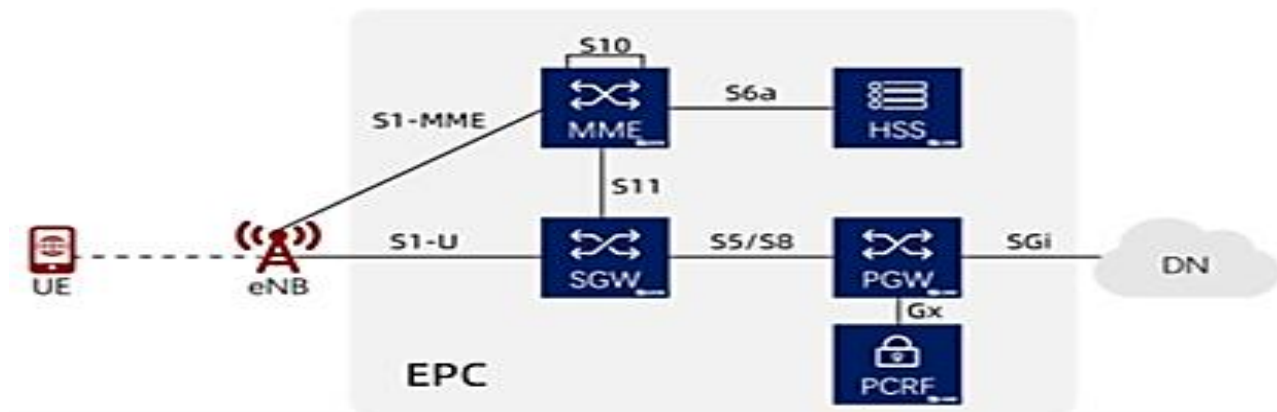 S10
MME
S6a
HSS
S1-MME
S11
UE
eNB
S1-U
SGW
S5/S8
PGW
SGi
DN
Gx
PCRF
EPC